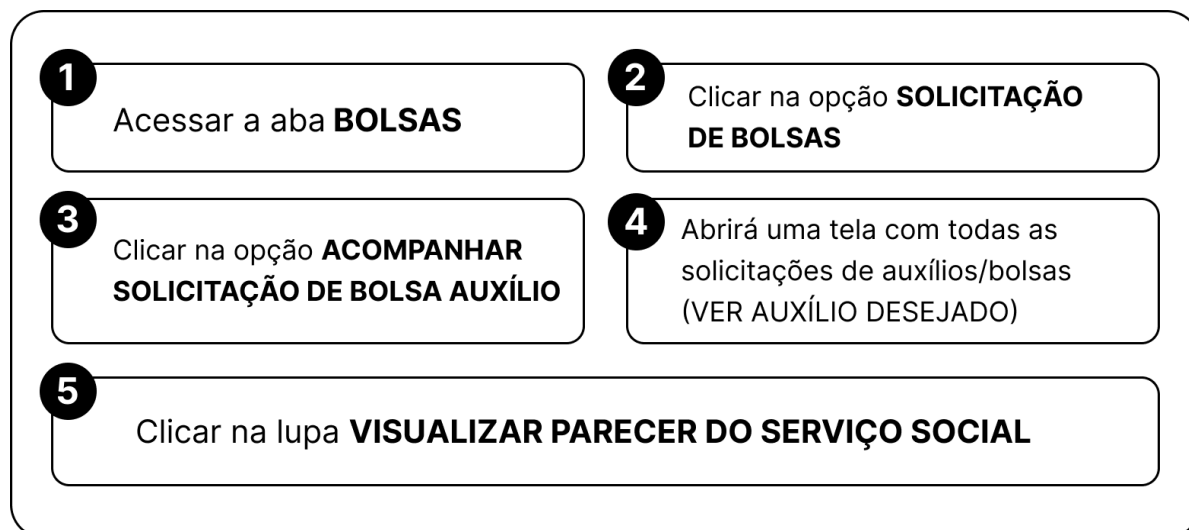 1
Acessar a aba BOLSAS
2
Clicar na opção SOLICITAÇÃO
DE BOLSAS
3
Clicar na opção ACOMPANHAR
SOLICITAÇÃO DE BOLSA AUXÍLIO
4
Abrirá uma tela com todas as
solicitações de auxílios/bolsas
(VER AUXÍLIO DESEJADO)
5
Clicar na lupa VISUALIZAR PARECER DO SERVIÇO SOCIAL